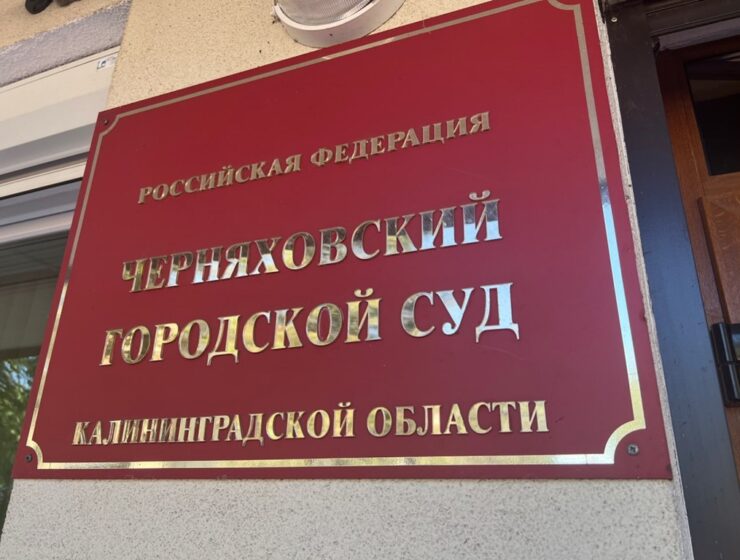 РОССИЙСКАЯ ФЕДЕРАЦИЯ
ЧЕРНЯХОВСКИЙ
ГОРОДСКОЙ СУД
КАЛИНИНГРАДСКОЙ ОБЛАСТИ